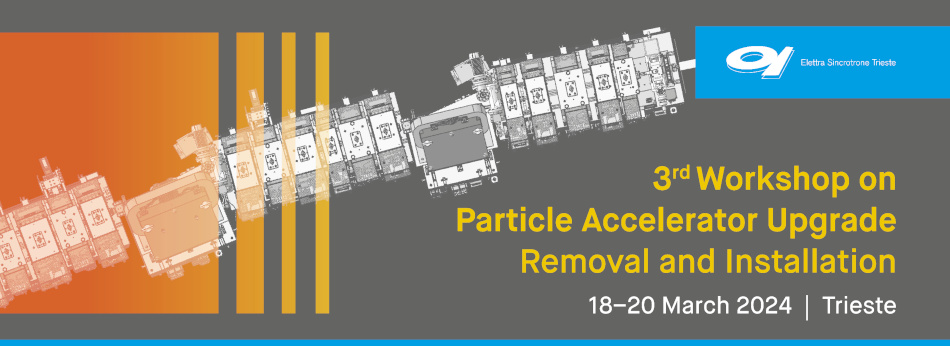 Elettra Sincrotrone Trieste
3rd Workshop on
Particle Accelerator Upgrade
Removal and Installation
18–20 March 2024 | Trieste